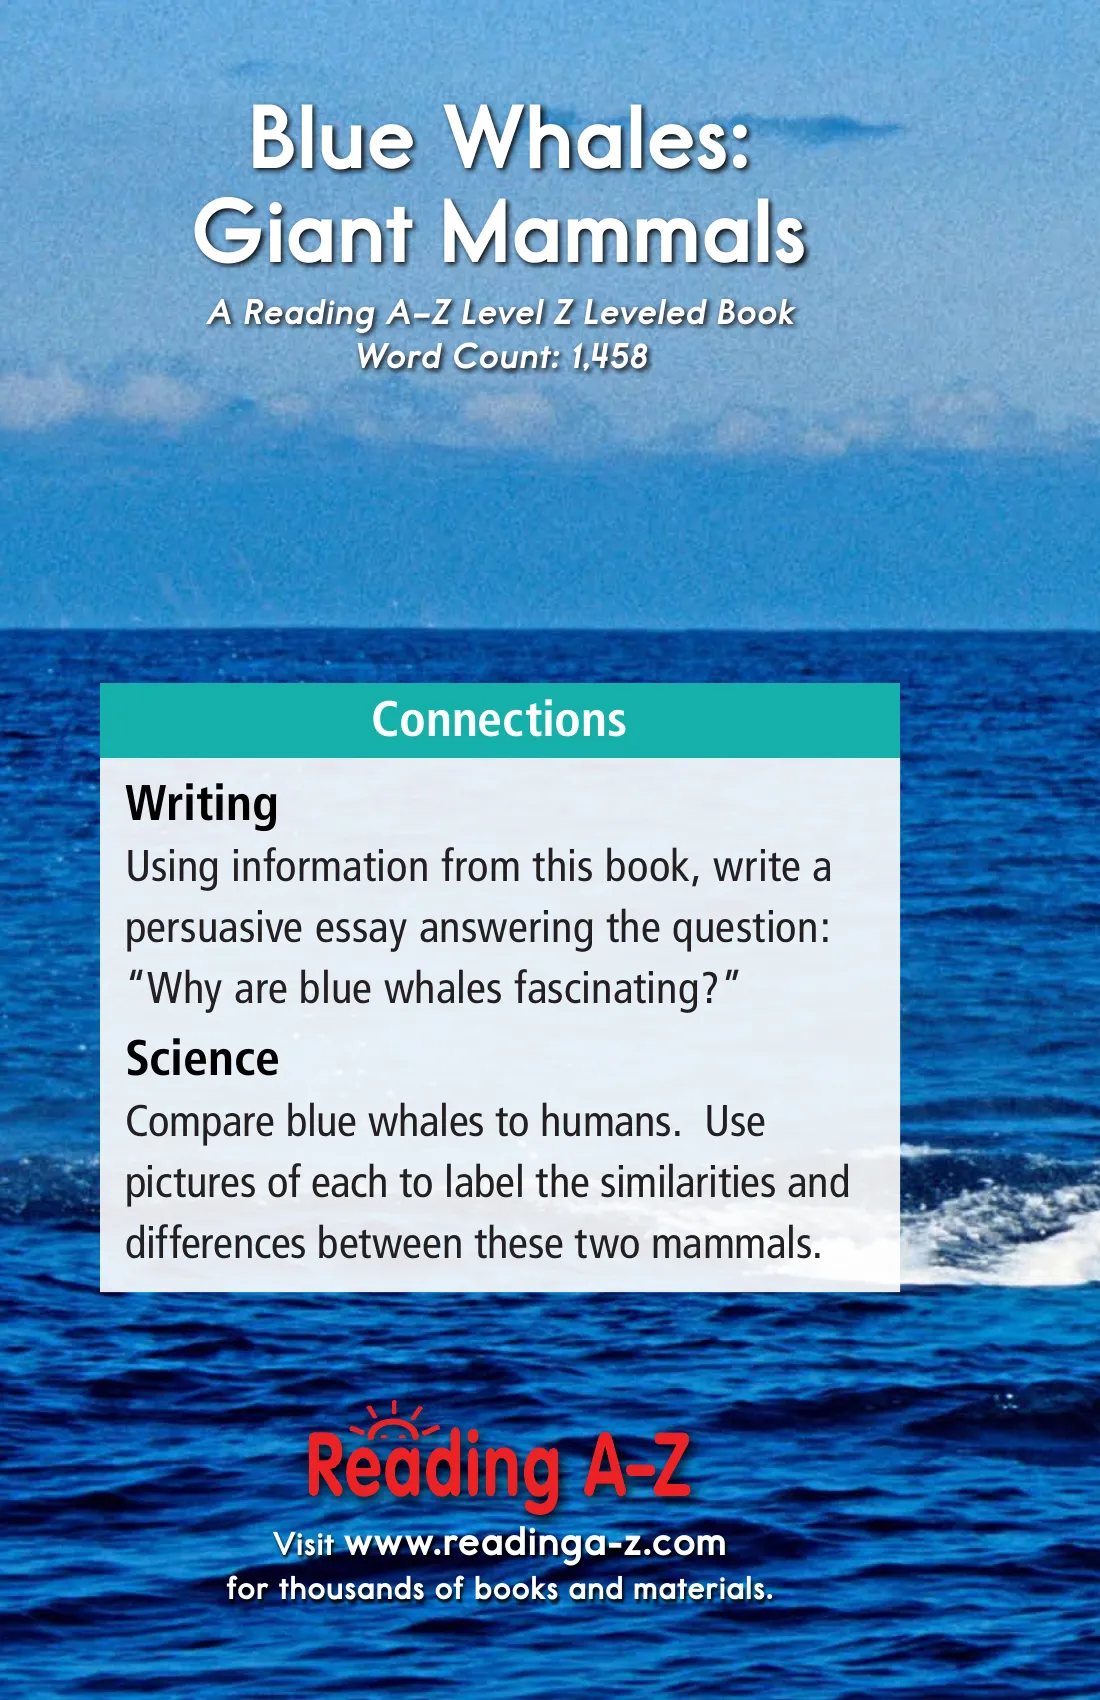 Blue Whales:
Giant Mammals
A Reading A–Z Level Z Leveled Book
Word Count: 1,458
Connections
Writing
Using information from this book, write a
persuasive essay answering the question:
“Why are blue whales fascinating?”
Science
Compare blue whales to humans.  Use
pictures of each to label the similarities and
differences between these two mammals.
Reading A–Z
Visit www.readinga-z.com
for thousands of books and materials.